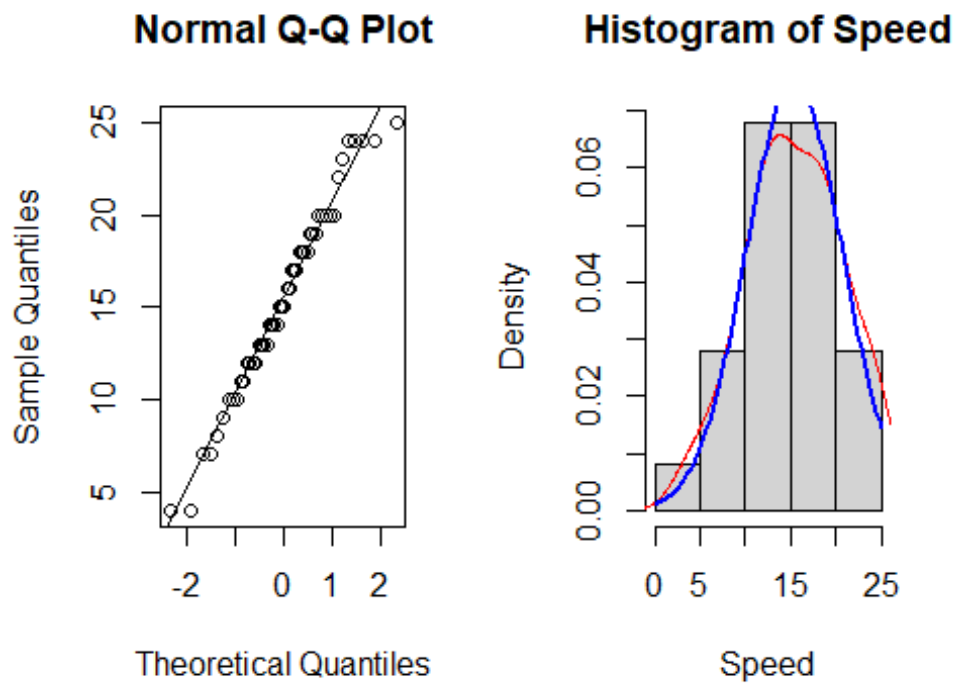 Normal Q-Q Plot
Sample Quantiles
25
20
15
10
5
-2
0
1
2
Theoretical Quantiles
Histogram of Speed
Density
0.06
0.04
0.02
0.00
0
5
15
25
Speed